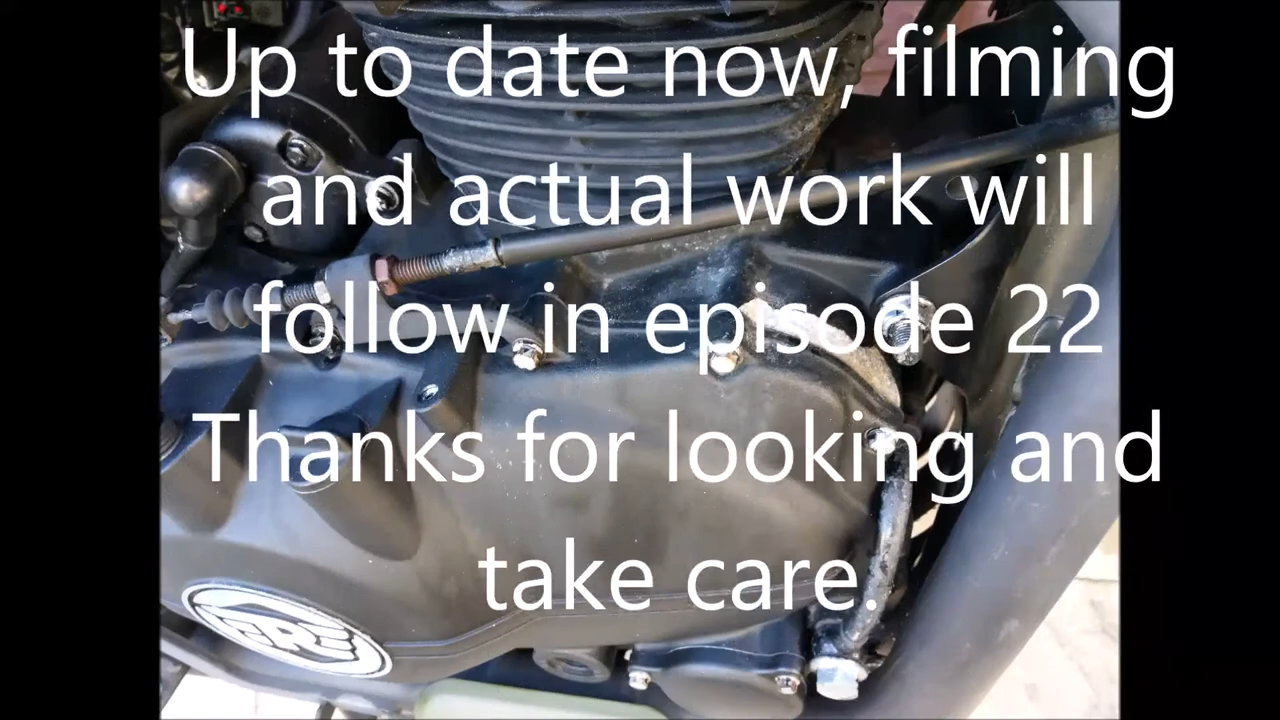 Up to date now, filming
and actual work will
follow in episode 22
Thanks for looking and
take care.